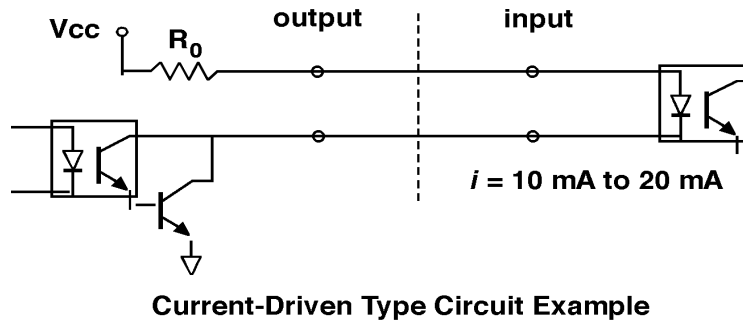 output
input
Vcc
R0
i = 10 mA to 20 mA
Current-Driven Type Circuit Example